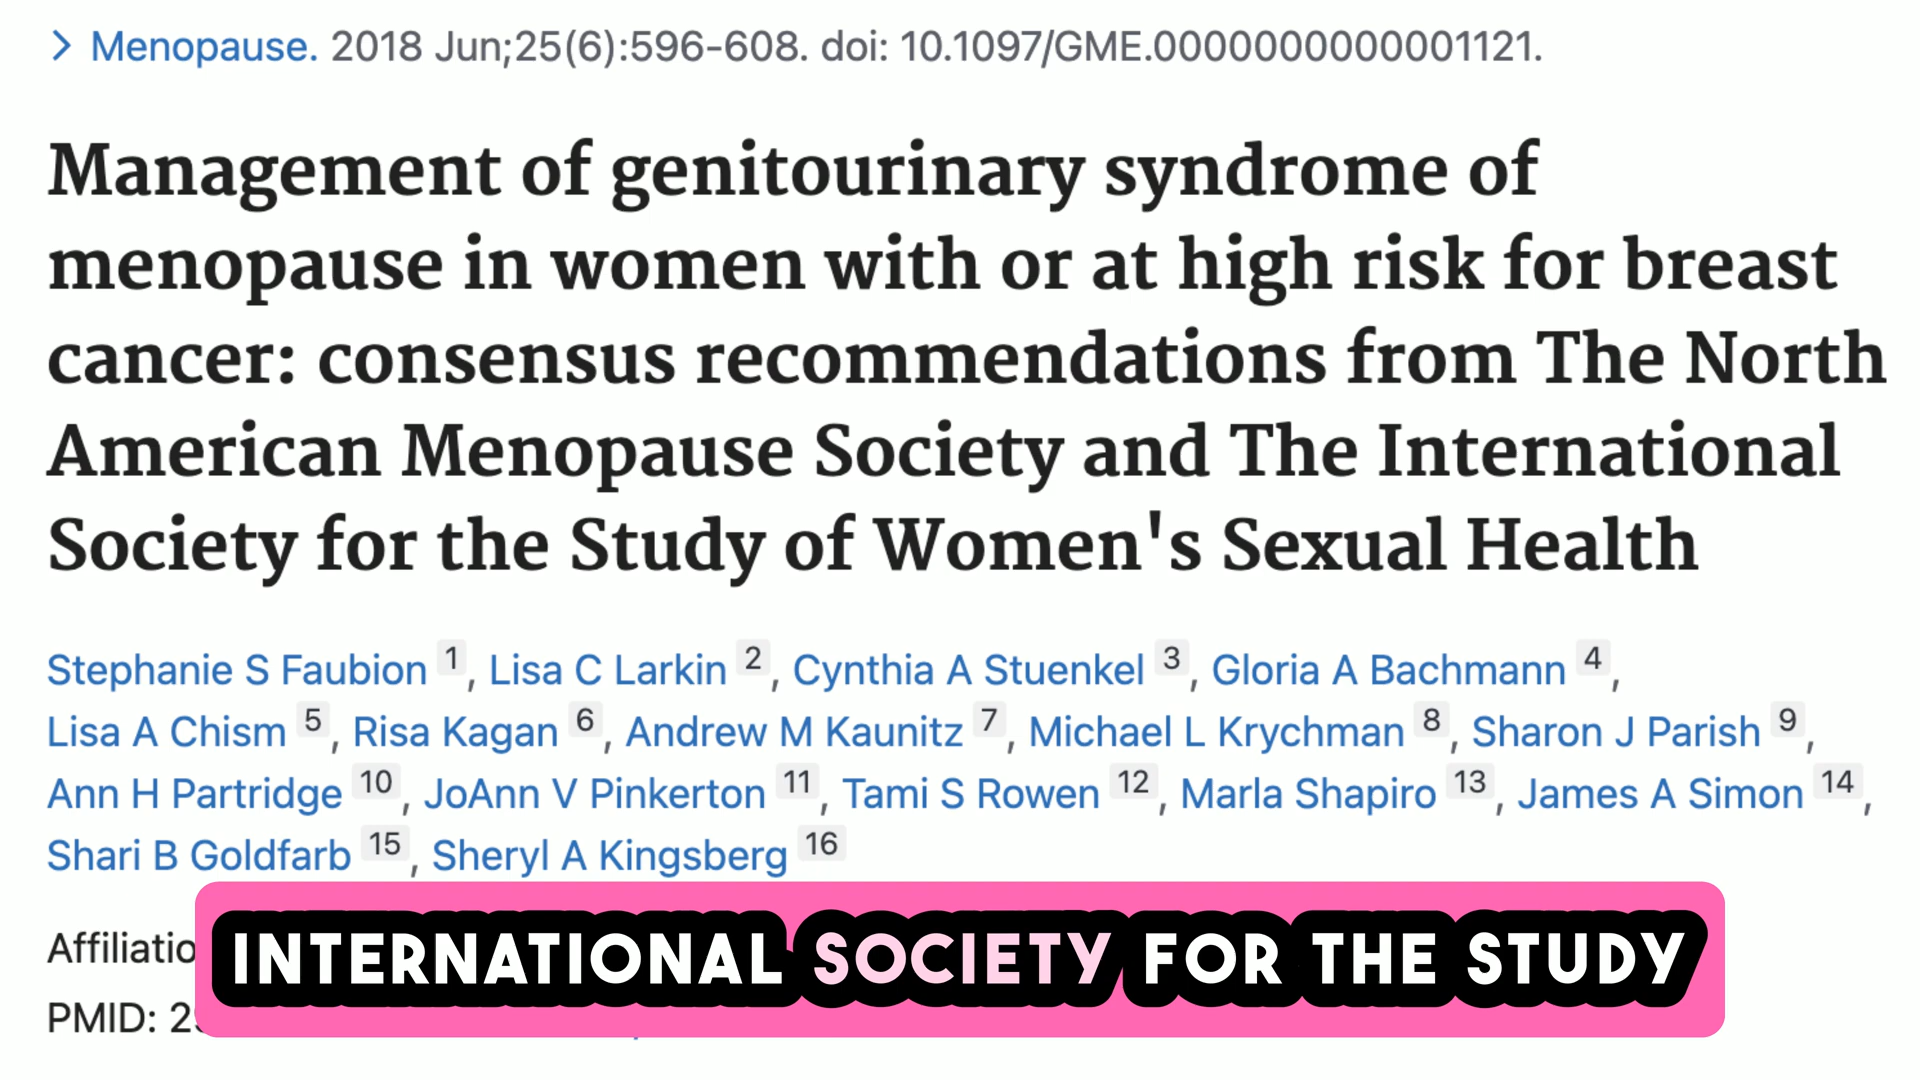 > Menopause. 2018 Jun;25(6):596-608. doi: 10.1097/GME.0000000000001121.
Management of genitourinary syndrome of
menopause in women with or at high risk for breast
cancer: consensus recommendations from The North
American Menopause Society and The International
Society for the Study of Women's Sexual Health
Stephanie S Faubion 1, Lisa C Larkin 2, Cynthia A Stuenkel 3, Gloria A Bachmann 4,
Lisa A Chism 5, Risa Kagan 6, Andrew M Kaunitz 7, Michael L Krychman 8, Sharon J Parish 9,
Ann H Partridge 10, JoAnn V Pinkerton 11, Tami S Rowen 12, Marla Shapiro 13, James A Simon 14,
Shari B Goldfarb 15, Sheryl A Kingsberg 16
INTERNATIONAL SOCIETY FOR THE STUDY
PMID: